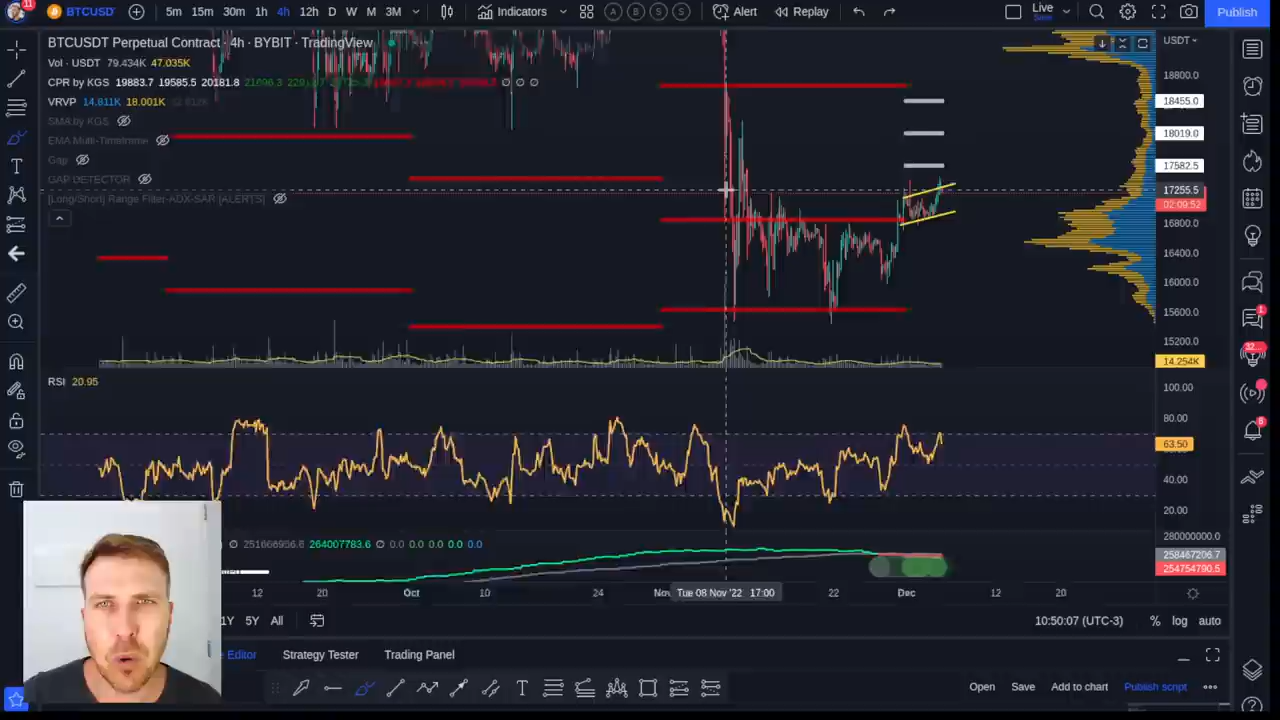 11
BTCUSDT
5m 15m 30m 1h 4h 12h D W M 3M
Indicators
A B S S
Alert
Replay
Live
Save
Publish
BTCUSDT Perpetual Contract · 4h · BYBIT · TradingView
USDT
Vol · USDT 79.434K 47.035K
CPR by KGS 19883.7 19585.5 20181.8
VRVP 14.811K 18.001K
SMA by KGS
EMA Multi-Timeframe
Gap
GAP DETECTOR
[Long/Short] Range Filter-ADX-SAR [ALERTS]
18800.0
18455.0
18019.0
17582.5
17255.5
02:09:52
16800.0
16400.0
16000.0
15600.0
15200.0
14.254K
RSI 20.95
100.00
80.00
63.50
40.00
20.00
251666956.6 264007783.6 0.0 0.0 0.0 0.0
280000000.0
258467206.7
254754790.5
12 20 Oct 10 24 Nov Tue 08 Nov '22 17:00 22 Dec 12 20
1Y 5Y All
10:50:07 (UTC-3) % log auto
Editor Strategy Tester Trading Panel
Open Save Add to chart Publish script